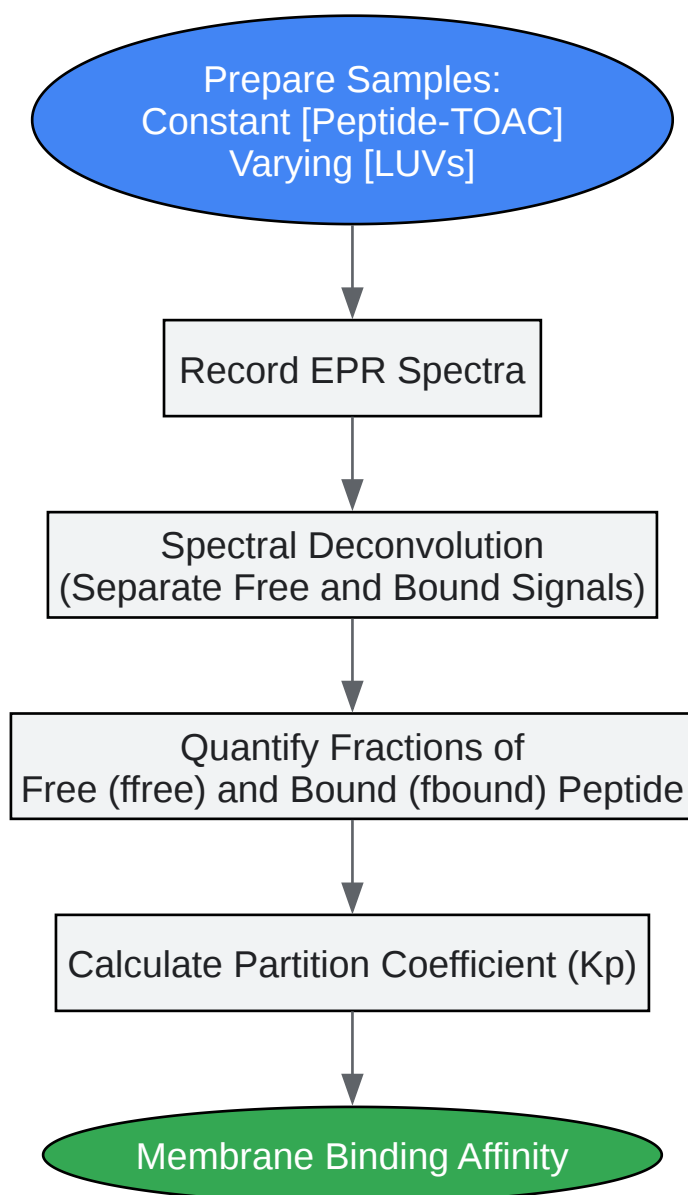 Prepare Samples:
Constant [Peptide-TOAC]
Varying [LUVs]
Record EPR Spectra
Spectral Deconvolution
(Separate Free and Bound Signals)
Quantify Fractions of
Free (ffree) and Bound (fbound) Peptide
Calculate Partition Coefficient (Kp)
Membrane Binding Affinity